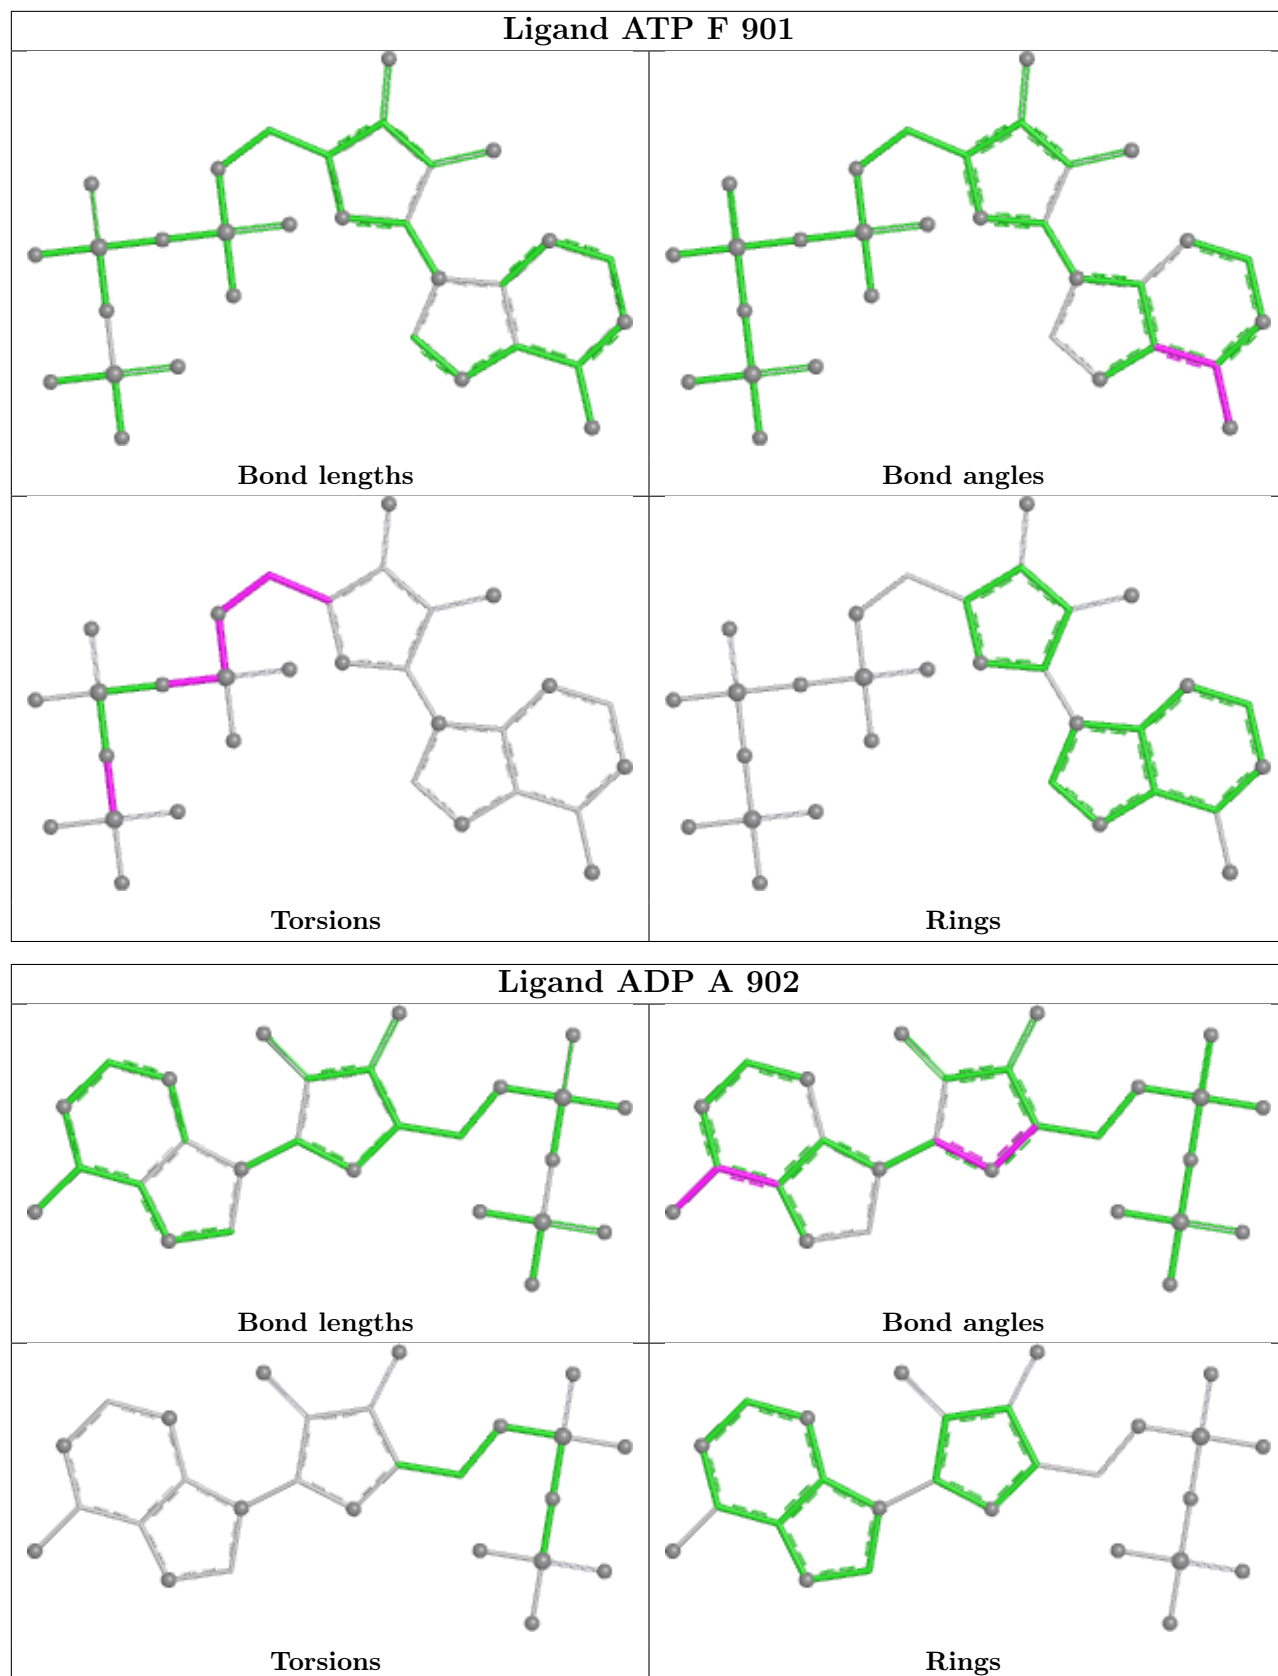 Ligand ATP F 901
Bond lengths
Bond angles
Torsions
Rings
Ligand ADP A 902
Bond lengths
Bond angles
Torsions
Rings